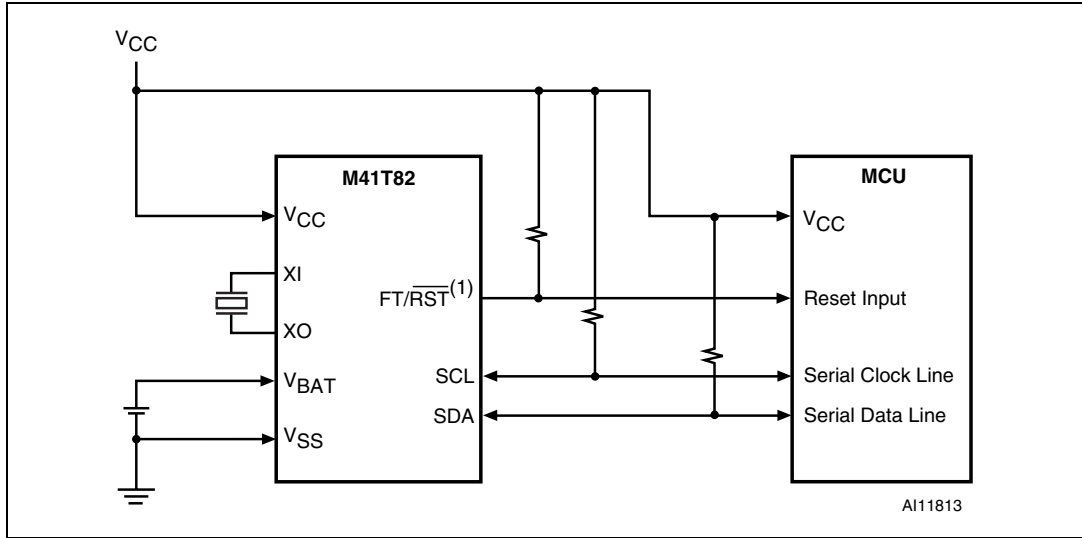 VCC
M41T82
VCC
XI
XO
VBAT
VSS
FT/RST(1)
SCL
SDA
MCU
VCC
Reset Input
Serial Clock Line
Serial Data Line
AI11813